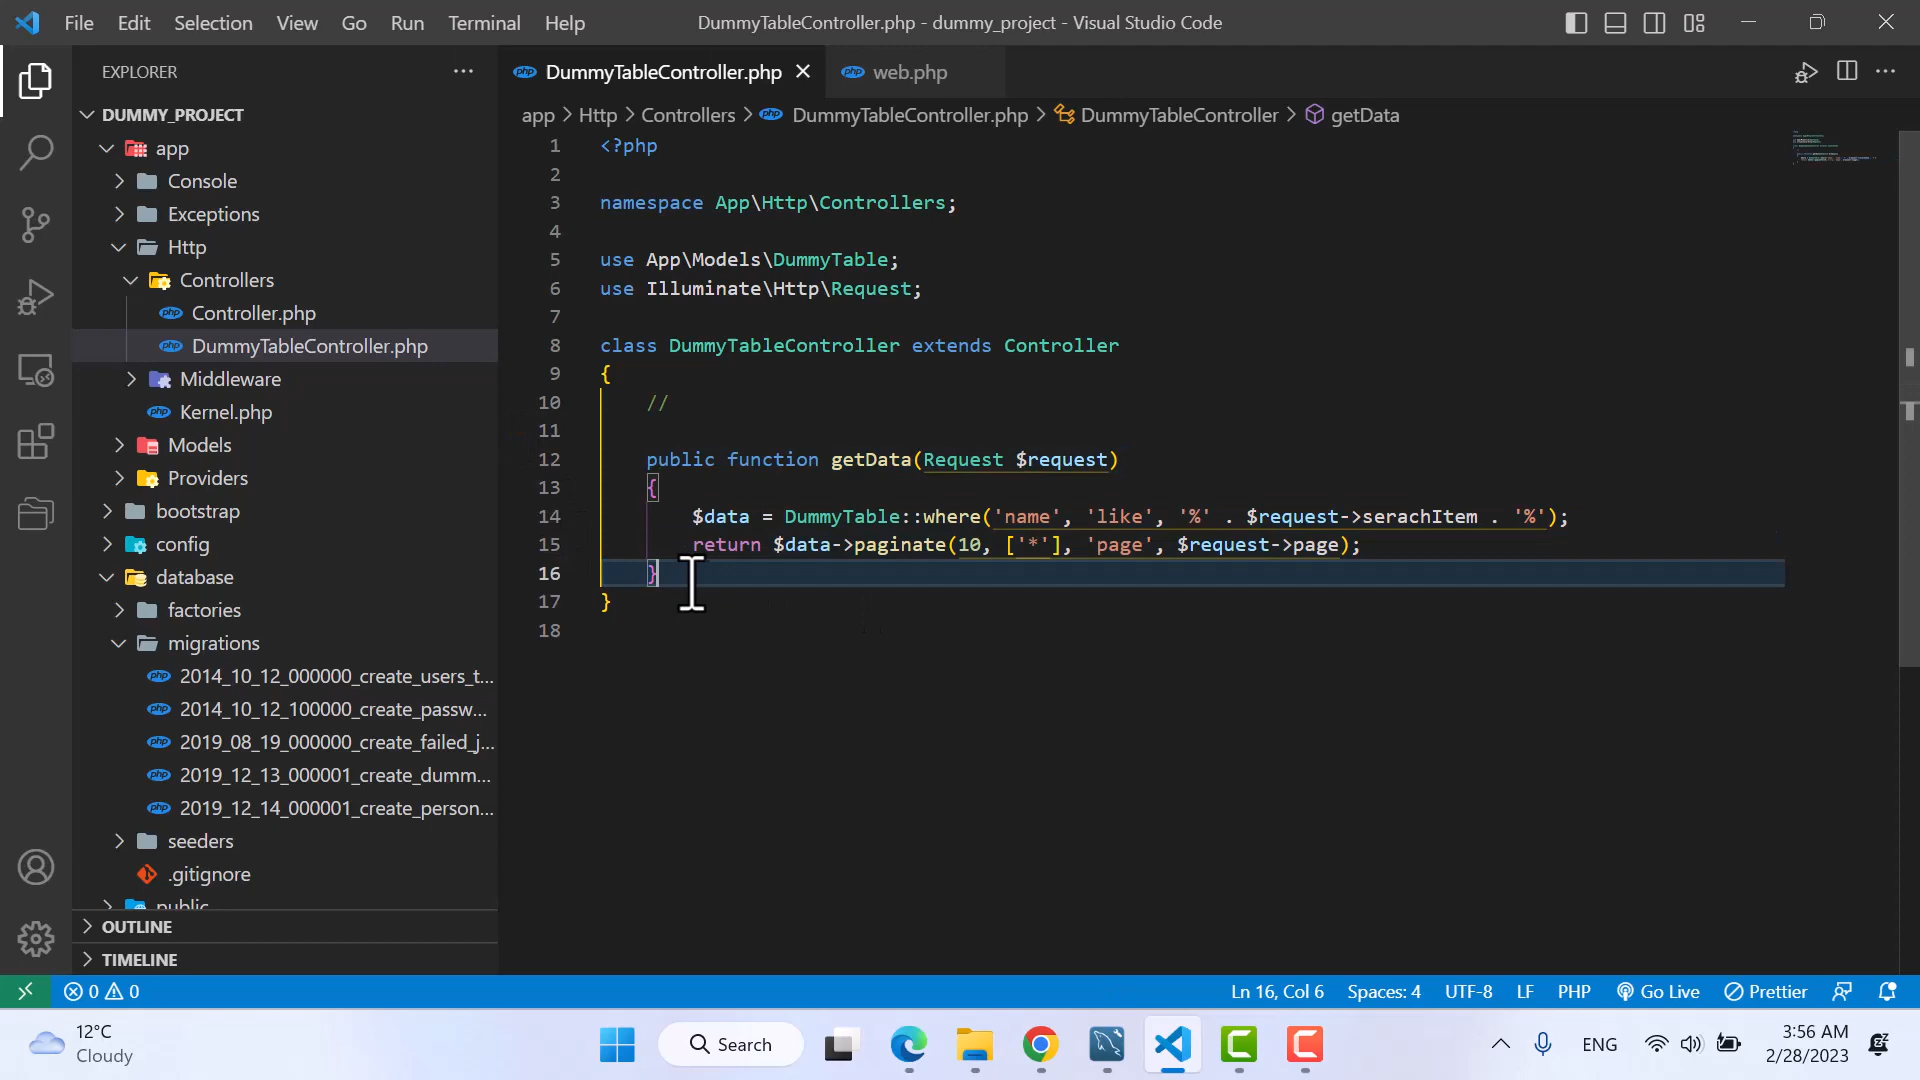 File Edit Selection View Go Run Terminal Help DummyTableController.php - dummy_project - Visual Studio Code
EXPLORER
DummyTableController.php
web.php
app > Http > Controllers > DummyTableController.php > DummyTableController > getData
DUMMY_PROJECT
app
Console
Exceptions
Http
Controllers
Controller.php
DummyTableController.php
Middleware
Kernel.php
Models
Providers
bootstrap
config
database
factories
migrations
2014_10_12_000000_create_users_t...
2014_10_12_100000_create_passw...
2019_08_19_000000_create_failed_j...
2019_12_13_000001_create_dumm...
2019_12_14_000001_create_person...
seeders
.gitignore
public
OUTLINE
TIMELINE
1 <?php
2
3 namespace App\Http\Controllers;
4
5 use App\Models\DummyTable;
6 use Illuminate\Http\Request;
7
8 class DummyTableController extends Controller
9 {
10 //
11
12 public function getData(Request $request)
13 {
14 $data = DummyTable::where('name', 'like', '%' . $request->serachItem . '%');
15 return $data->paginate(10, ['*'], 'page', $request->page);
16 }
17 }
18
0 0 Ln 16, Col 6 Spaces: 4 UTF-8 LF PHP Go Live Prettier
12°C
Cloudy
Search
ENG
3:56 AM
2/28/2023